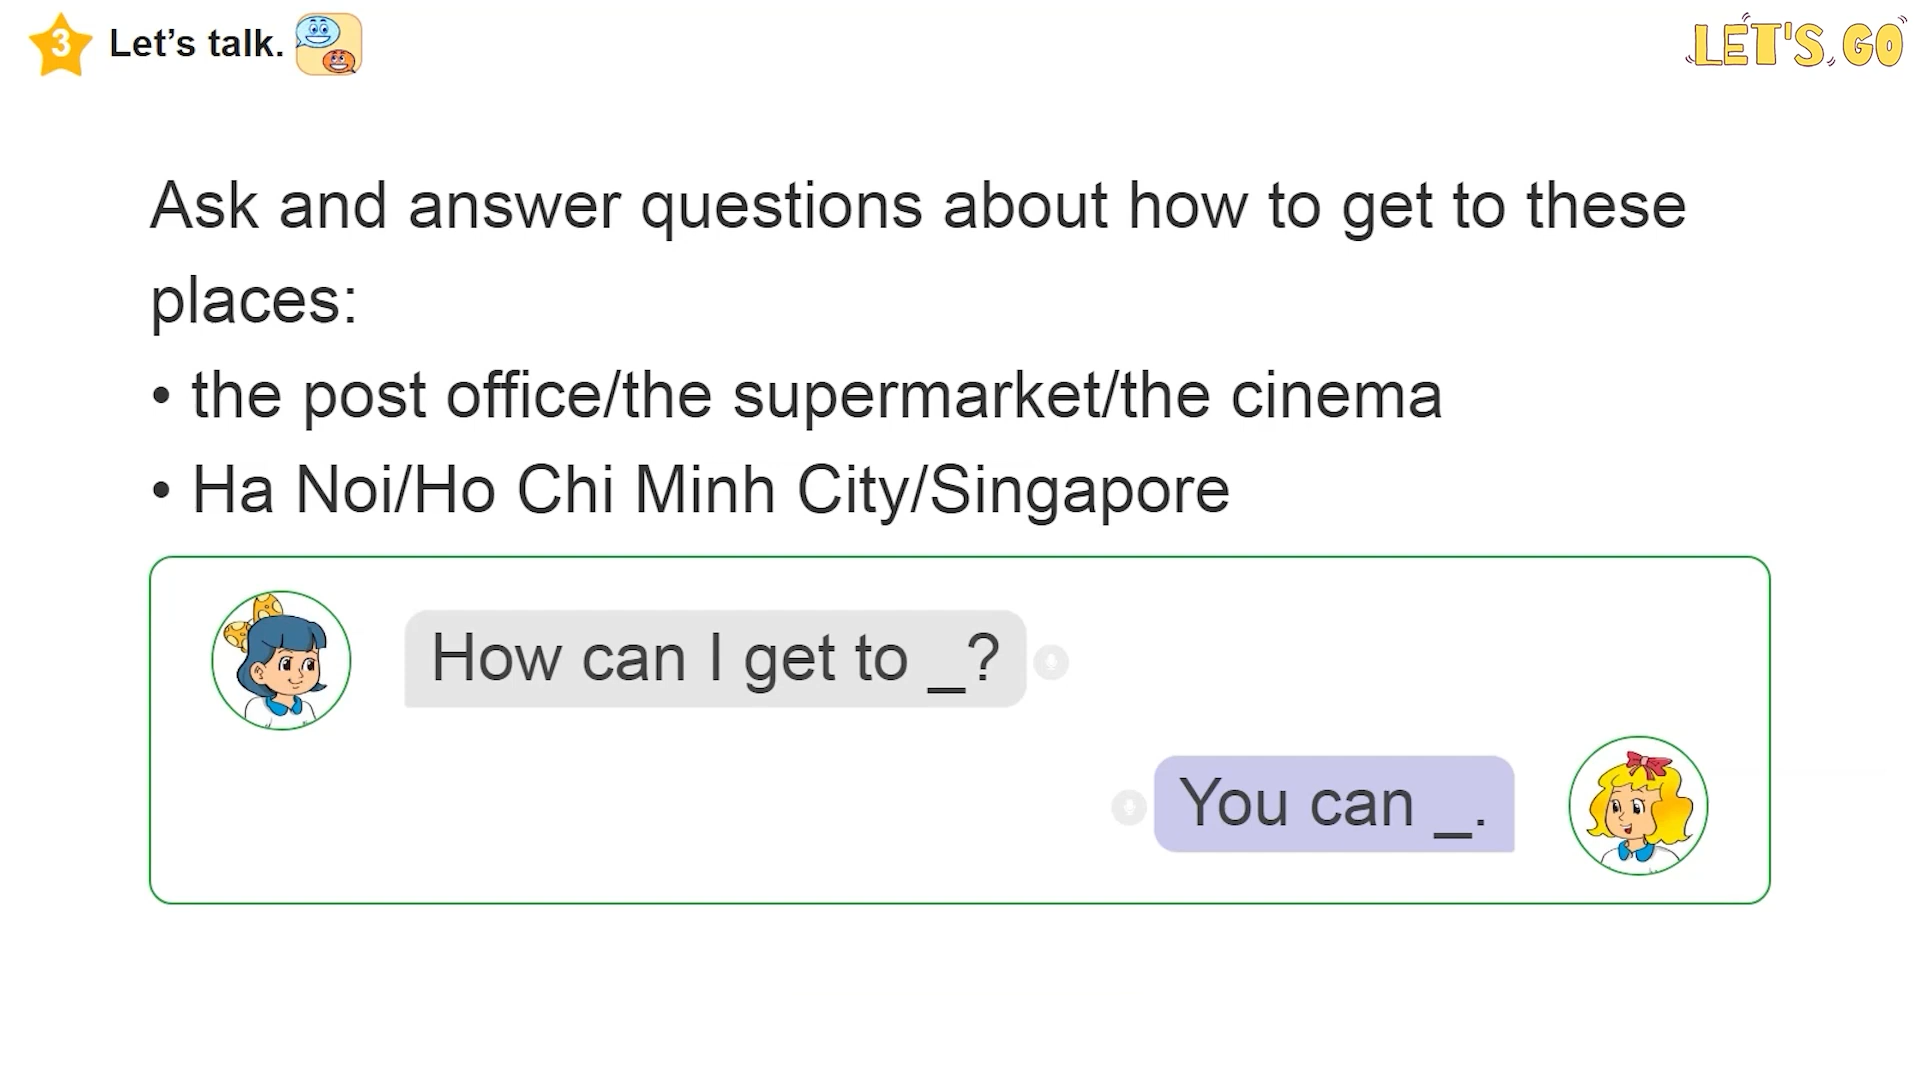 3 Let's talk.
LET'S GO
Ask and answer questions about how to get to these
places:
• the post office/the supermarket/the cinema
• Ha Noi/Ho Chi Minh City/Singapore
How can I get to _?
You can _.